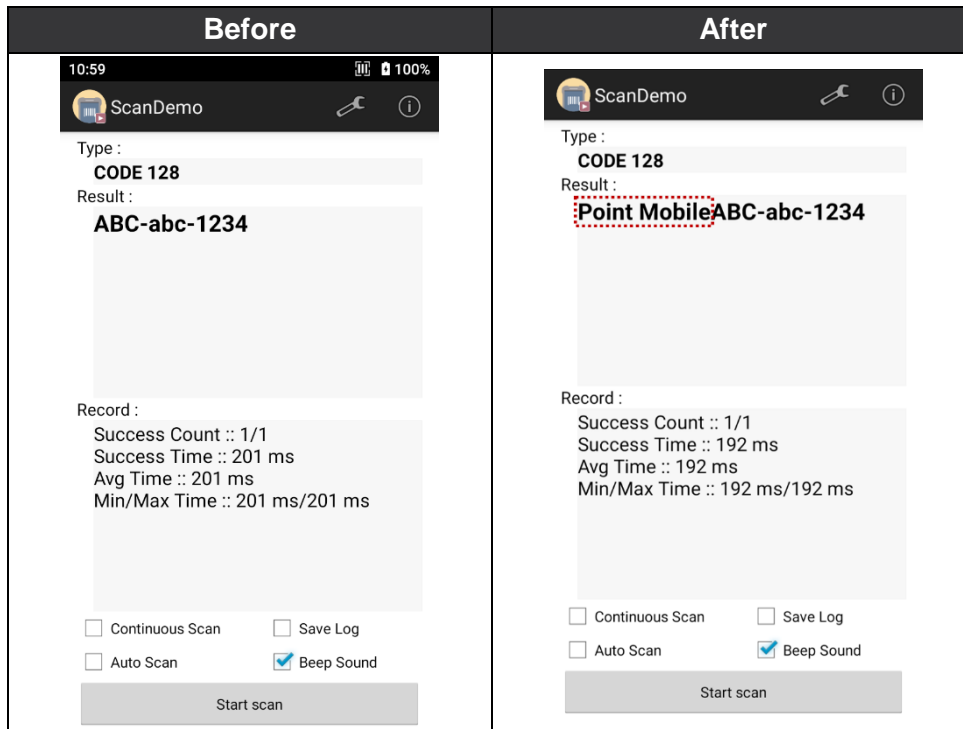 Before
After
10:59
100%
ScanDemo
Type :
CODE 128
Result :
ABC-abc-1234
Record :
Success Count :: 1/1
Success Time :: 201 ms
Avg Time :: 201 ms
Min/Max Time :: 201 ms/201 ms
Continuous Scan
Save Log
Auto Scan
Beep Sound
Start scan
ScanDemo
Type :
CODE 128
Result :
Point MobileABC-abc-1234
Record :
Success Count :: 1/1
Success Time :: 192 ms
Avg Time :: 192 ms
Min/Max Time :: 192 ms/192 ms
Continuous Scan
Save Log
Auto Scan
Beep Sound
Start scan